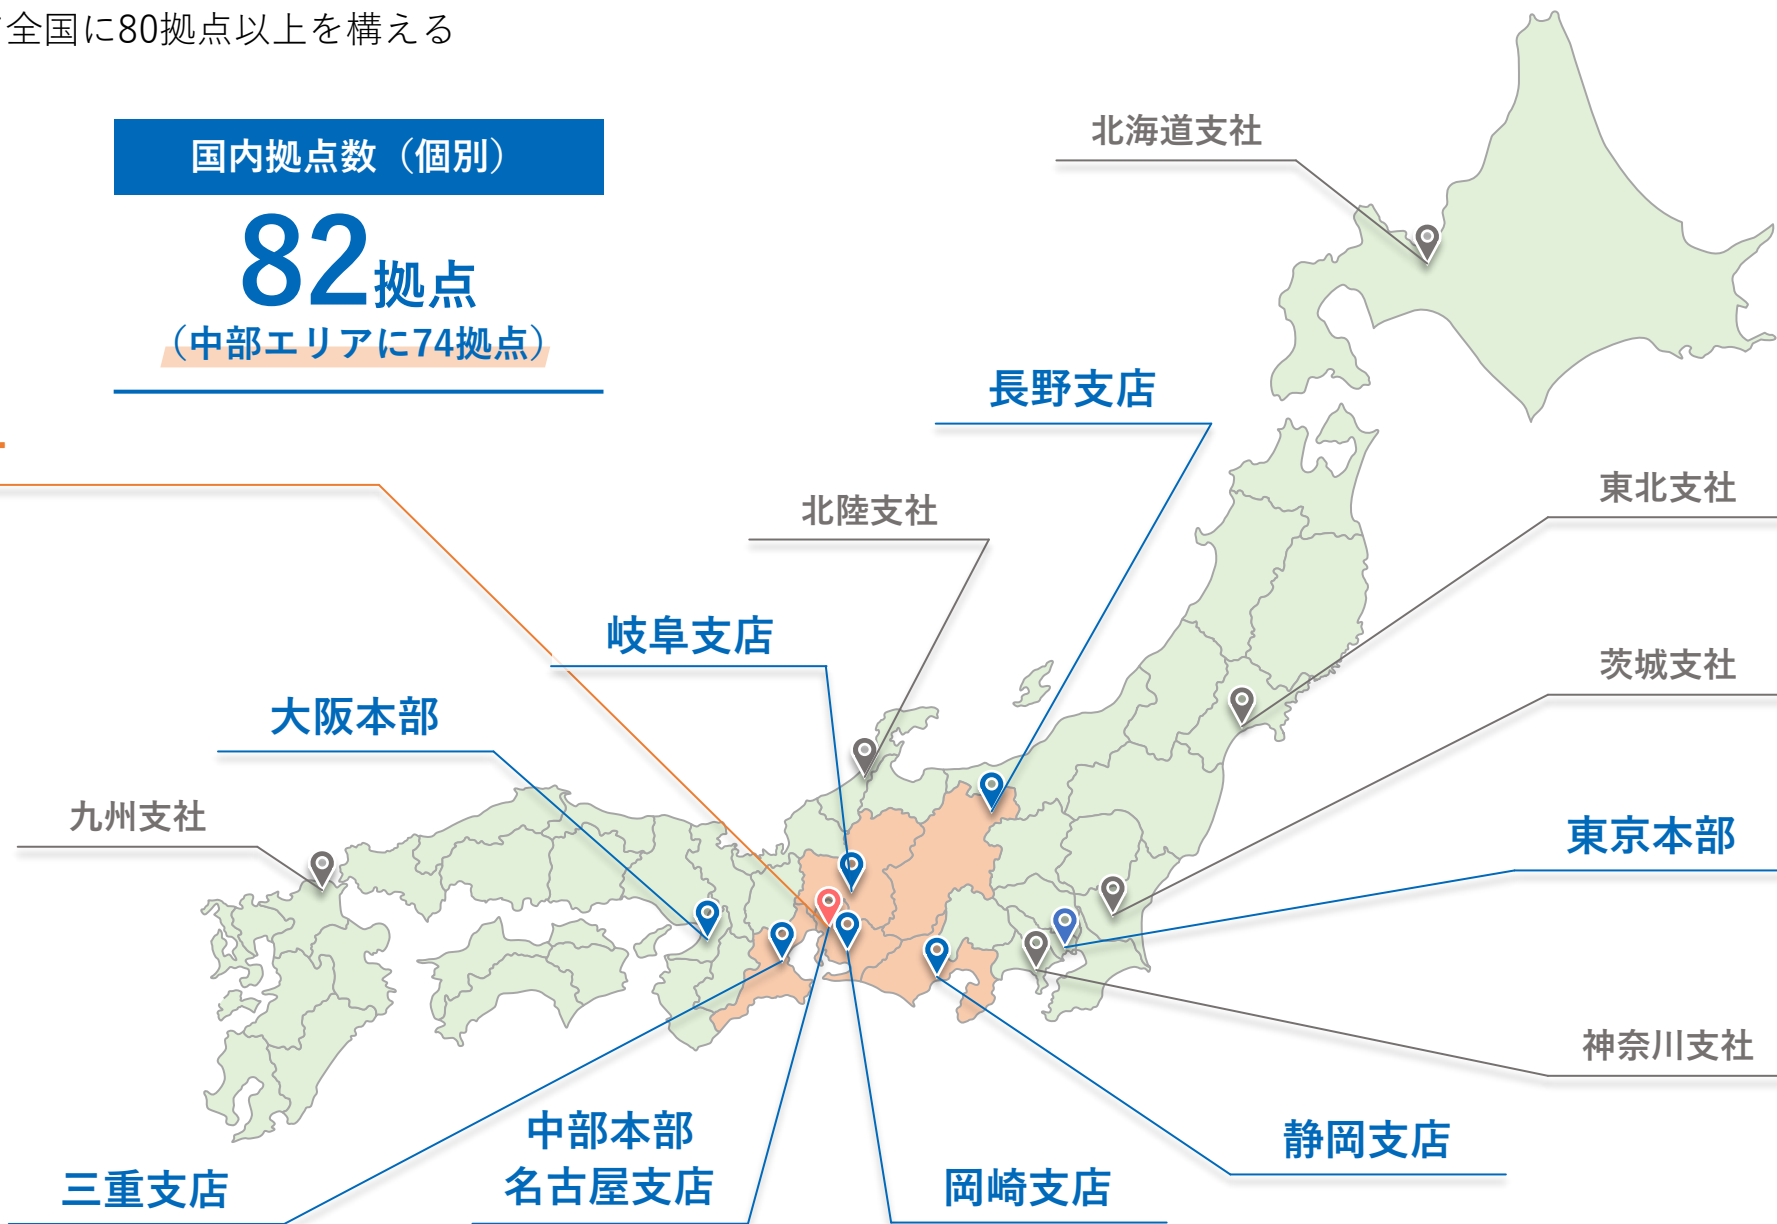 全国に80拠点以上を構える
国内拠点数（個別）
82拠点
（中部エリアに74拠点）
北海道支社
長野支店
北陸支社
東北支社
岐阜支店
茨城支社
大阪本部
九州支社
東京本部
神奈川支社
中部本部
名古屋支店
静岡支店
三重支店
岡崎支店